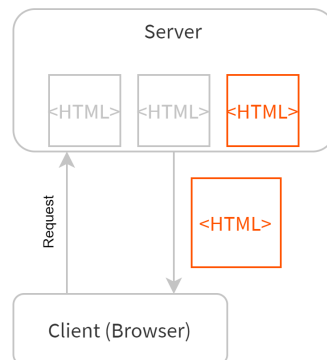 Server
<HTML> <HTML> <HTML>
Request
<HTML>
Client (Browser)